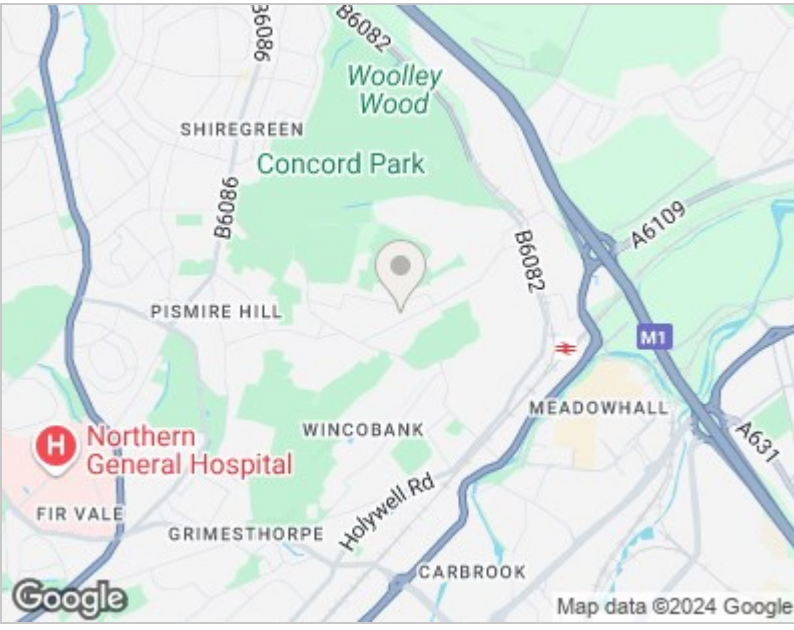 B6086
B6082
Woolley
Wood
SHIREGREEN
Concord Park
B6086
A6109
B6082
PISMIRE HILL
M1
MEADOWHALL
WINCOBANK
A631
H
Northern
General Hospital
Holywell Rd
FIR VALE
GRIMESTHORPE
CARBROOK
Google
Map data ©2024 Google